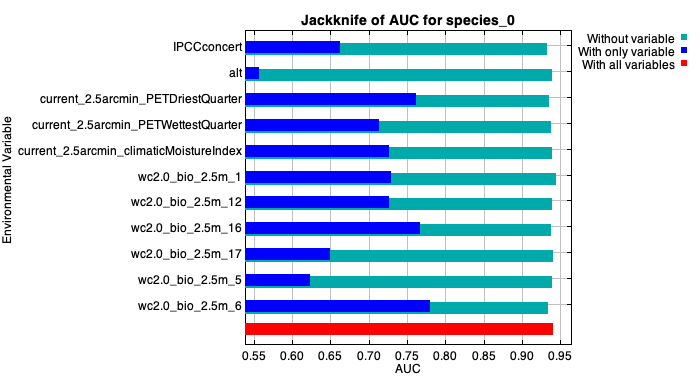 Jackknife of AUC for species_0
Without variable
With only variable
With all variables
Environmental Variable
IPCCconcert
alt
current_2.5arcmin_PETDriestQuarter
current_2.5arcmin_PETWettestQuarter
current_2.5arcmin_climaticMoistureIndex
wc2.0_bio_2.5m_1
wc2.0_bio_2.5m_12
wc2.0_bio_2.5m_16
wc2.0_bio_2.5m_17
wc2.0_bio_2.5m_5
wc2.0_bio_2.5m_6
0.55 0.60 0.65 0.70 0.75 0.80 0.85 0.90 0.95
AUC